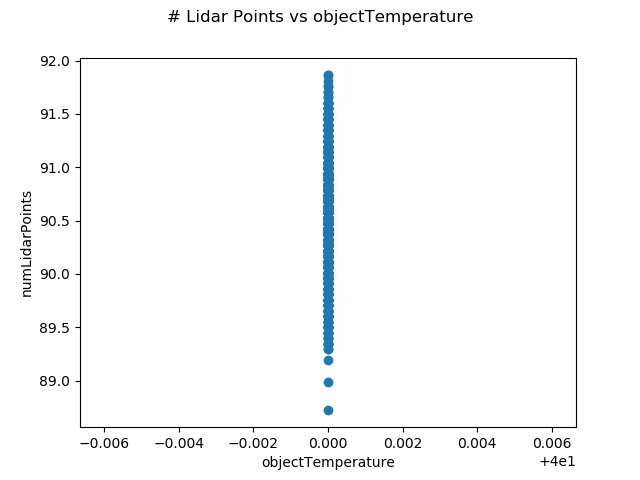 # Lidar Points vs objectTemperature
92.0
91.5
91.0
90.5
90.0
89.5
89.0
numLidarPoints
−0.006 −0.004 −0.002 0.000 0.002 0.004 0.006
objectTemperature
+4e1